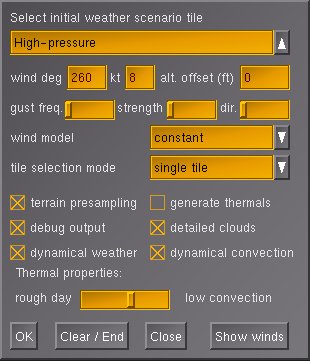 Select initial weather scenario tile
High-pressure
wind deg 260 kt 8 alt. offset (ft) 0
gust freq. strength dir.
wind model constant
tile selection mode single tile
terrain presampling generate thermals
debug output detailed clouds
dynamical weather dynamical convection
Thermal properties:
rough day low convection
OK Clear / End Close Show winds